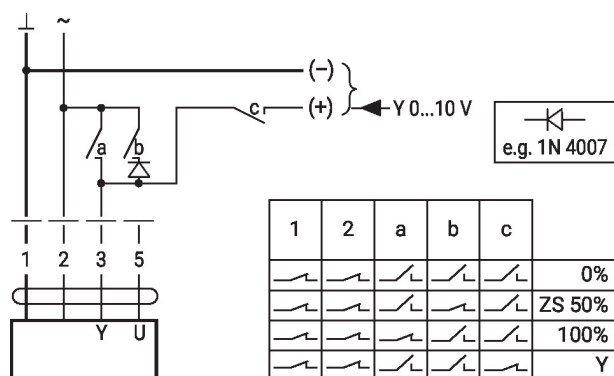 ⊥ ~
(–)
c (+) Y 0...10 V
a b
e.g. 1N 4007
1 2 3 5
Y U
1 2 a b c
0%
ZS 50%
100%
Y